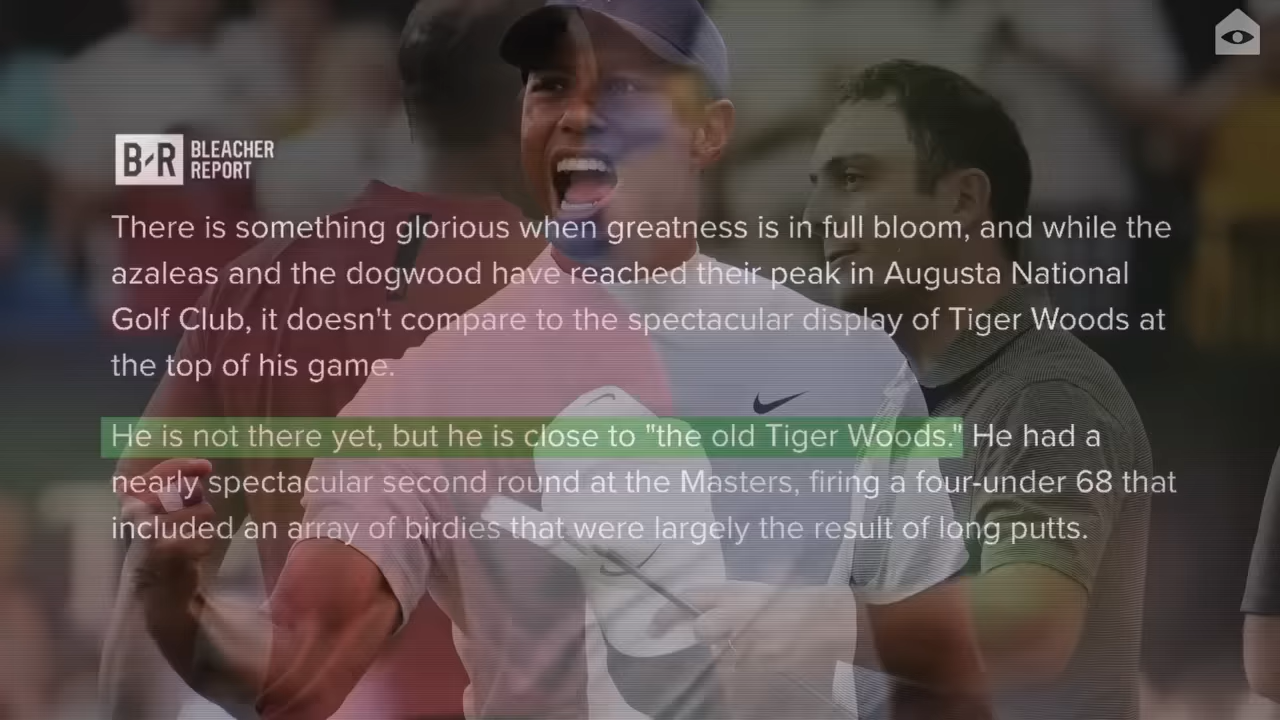 B-R BLEACHER
REPORT
There is something glorious when greatness is in full bloom, and while the
azaleas and the dogwood have reached their peak in Augusta National
Golf Club, it doesn't compare to the spectacular display of Tiger Woods at
the top of his game.
He is not there yet, but he is close to "the old Tiger Woods." He had a
nearly spectacular second round at the Masters, firing a four-under 68 that
included an array of birdies that were largely the result of long putts.